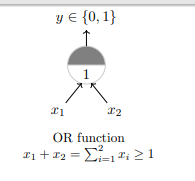 y ∈ {0, 1}
1
x₁ x₂
OR function
x₁ + x₂ = ∑²ᵢ₌₁ xᵢ ≥ 1